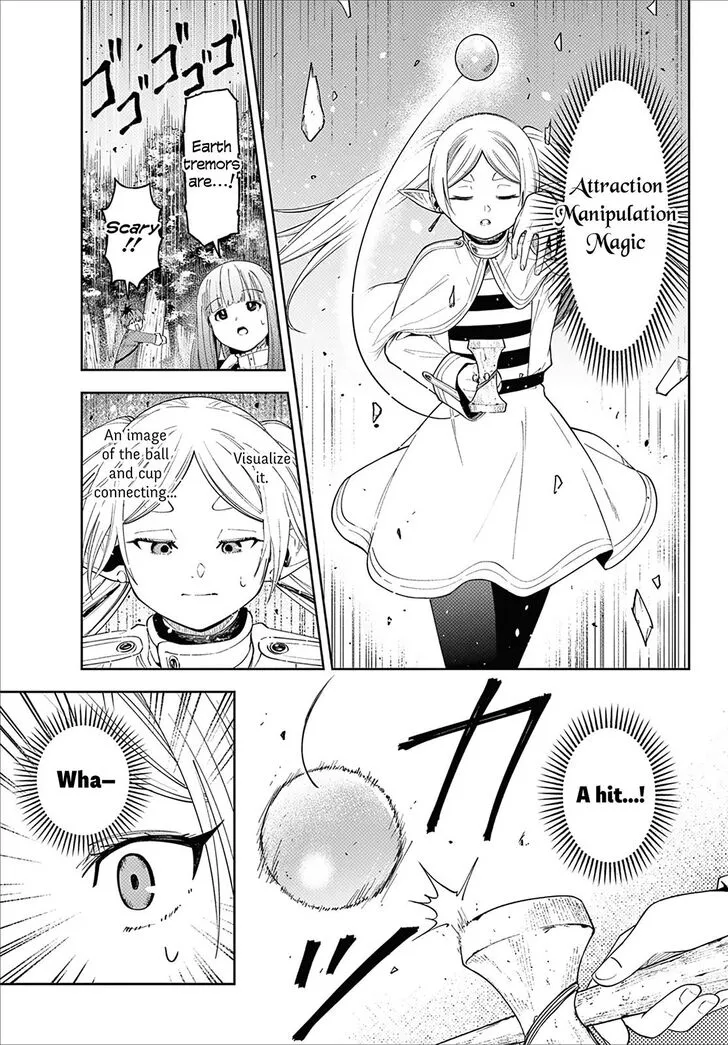 Attraction
Manipulation
Magic
ゴゴゴゴ
Earth
tremors
are...!
Scary
!!
Visualize
it.
An image
of the ball
and cup
connecting...
A hit...!
カッ
Wha—